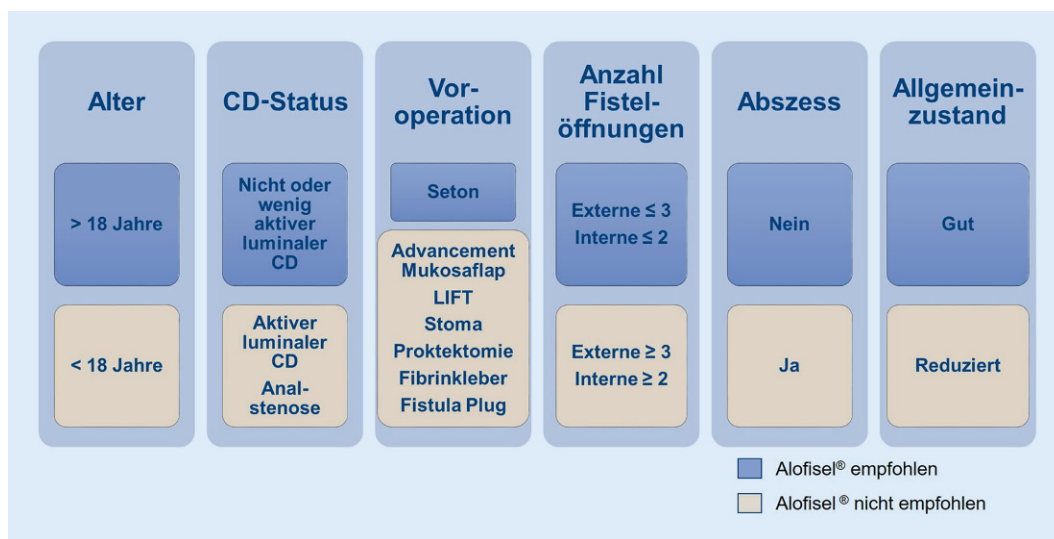 Alter
> 18 Jahre
< 18 Jahre
CD-Status
Nicht oder
wenig
aktiver
luminaler
CD
Aktiver
luminaler
CD
Anal-
stenose
Vor-
operation
Seton
Advancement
Mukosaflap
LIFT
Stoma
Proktektomie
Fibrinkleber
Fistula Plug
Anzahl
Fistel-
öffnungen
Externe ≤ 3
Interne ≤ 2
Externe ≥ 3
Interne ≥ 2
Abszess
Nein
Ja
Allgemein-
zustand
Gut
Reduziert
Alofisel® empfohlen
Alofisel ® nicht empfohlen